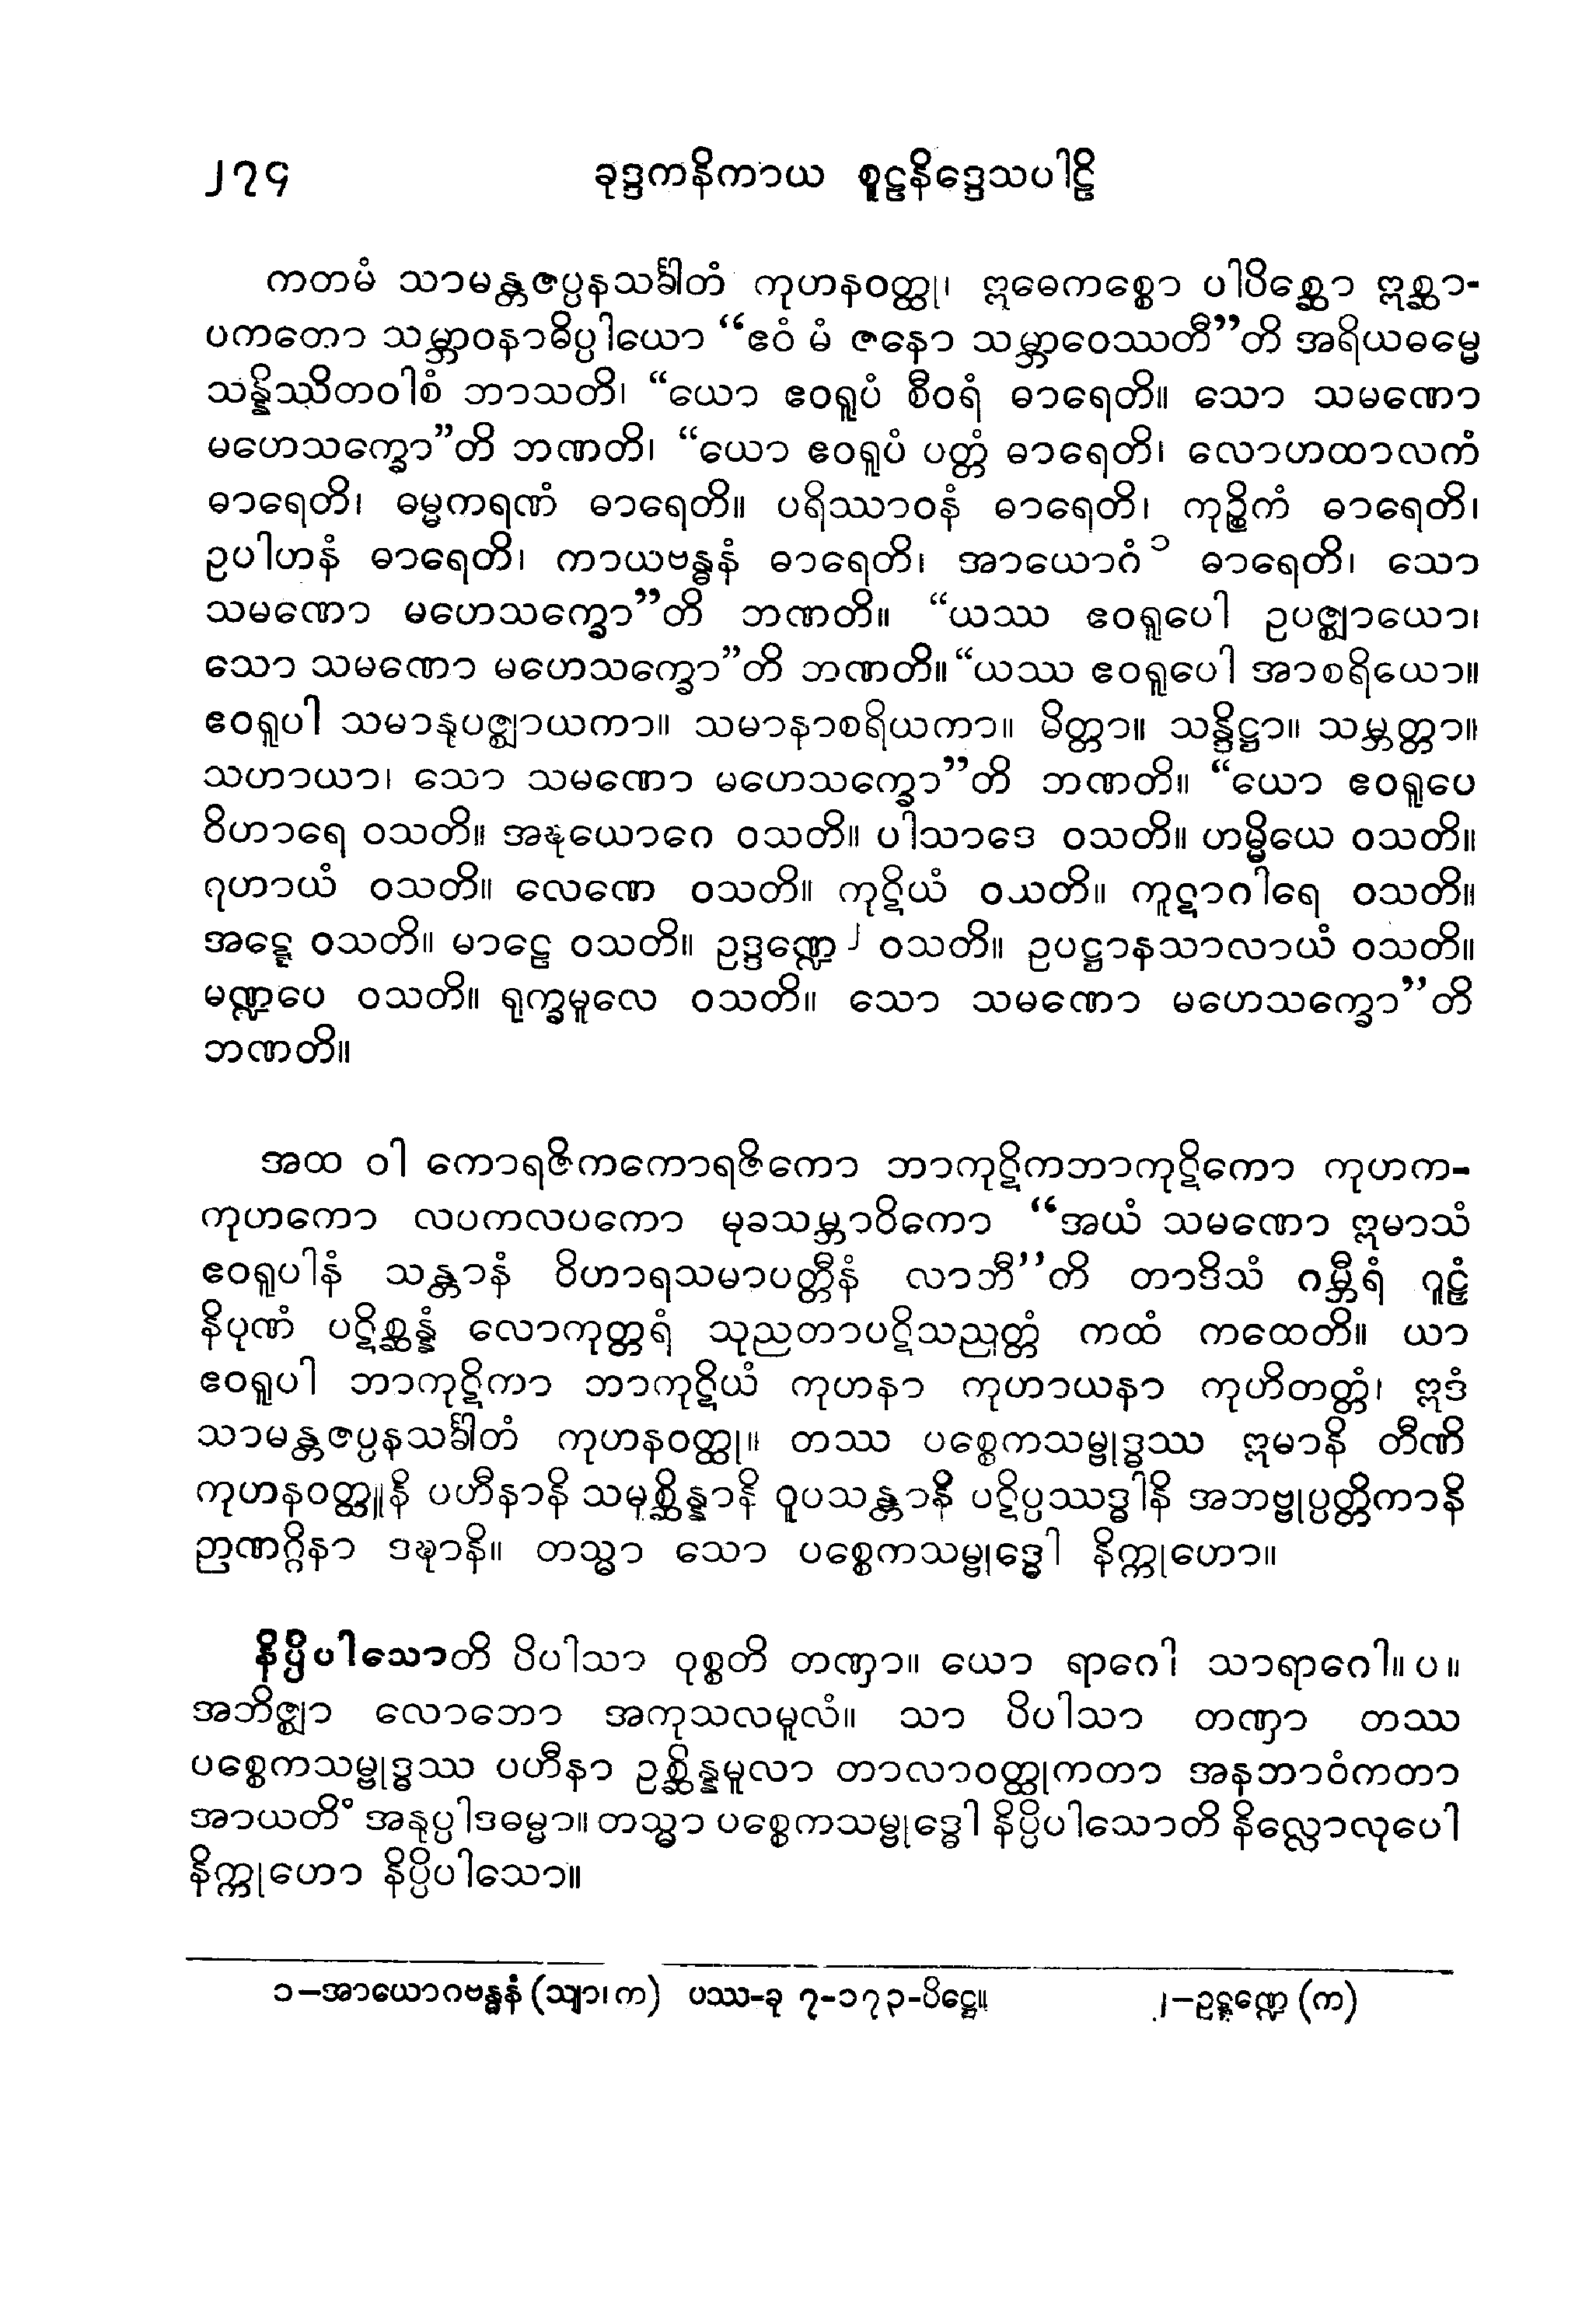 ၂၇၄ ခုဒ္ဒကနိကာယ စူဠနိဒ္ဒေသပါဠိ
ကတမံ သာမန္တဇပ္ပနသင်္ခါတံ ကုဟနဝတ္ထု၊ ဣဓေကစ္စော ပါပိစ္ဆော ဣစ္ဆာ-
ပကတော သမ္ဘာဝနာဓိပ္ပါယော “ဧဝံ မံ ဇနော သမ္ဘာဝေဿတီ”တိ အရိယဓမ္မေ
သန္နိဿိတဝါစံ ဘာသတိ၊ “ယော ဧဝရူပံ စီဝရံ ဓာရေတိ။ သော သမဏော
မဟေသက္ခော”တိ ဘဏတိ၊ “ယော ဧဝရူပံ ပတ္တံ ဓာရေတိ၊ လောဟထာလကံ
ဓာရေတိ၊ ဓမ္မကရဏံ ဓာရေတိ။ ပရိဿာဝနံ ဓာရေတိ၊ ကုဉ္စိကံ ဓာရေတိ၊
ဥပါဟနံ ဓာရေတိ၊ ကာယဗန္ဓနံ ဓာရေတိ၊ အာယောဂံ ၁ ဓာရေတိ၊ သော
သမဏော မဟေသက္ခော”တိ ဘဏတိ။ “ယဿ ဧဝရူပေါ ဥပဇ္ဈာယော၊
သော သမဏော မဟေသက္ခော”တိ ဘဏတိ။ “ယဿ ဧဝရူပေါ အာစရိယော။
ဧဝရူပါ သမာနုပဇ္ဈာယကာ။ သမာနာစရိယကာ။ မိတ္တာ။ သန္ဒိဋ္ဌာ။ သမ္ဘတ္တာ။
သဟာယာ၊ သော သမဏော မဟေသက္ခော”တိ ဘဏတိ။ “ယော ဧဝရူပေ
ဝိဟာရေ ဝသတိ။ အဍ္ဎယောဂေ ဝသတိ။ ပါသာဒေ ဝသတိ။ ဟမ္မိယေ ဝသတိ။
ဂုဟာယံ ဝသတိ။ လေဏေ ဝသတိ။ ကုဋိယံ ဝသတိ။ ကူဋာဂါရေ ဝသတိ။
အဋ္ဋေ ဝသတိ။ မာဠေ ဝသတိ။ ဥဒ္ဒဏ္ဍေ ၂ ဝသတိ။ ဥပဋ္ဌာနသာလာယံ ဝသတိ။
မဏ္ဍပေ ဝသတိ။ ရုက္ခမူလေ ဝသတိ။ သော သမဏော မဟေသက္ခော”တိ
ဘဏတိ။
အထ ဝါ ကောရဇိကကောရဇိကော ဘာကုဋိကဘာကုဋိကော ကုဟက-
ကုဟကော လပကလပကော မုခသမ္ဘာဝိကော “အယံ သမဏော ဣမာသံ
ဧဝရူပါနံ သန္တာနံ ဝိဟာရသမာပတ္တီနံ လာဘီ”တိ တာဒိသံ ဂမ္ဘီရံ ဂူဠှံ
နိပုဏံ ပဋိစ္ဆန္နံ လောကုတ္တရံ သုညတာပဋိသညုတ္တံ ကထံ ကထေတိ။ ယာ
ဧဝရူပါ ဘာကုဋိကာ ဘာကုဋိယံ ကုဟနာ ကုဟာယနာ ကုဟိတတ္တံ၊ ဣဒံ
သာမန္တဇပ္ပနသင်္ခါတံ ကုဟနဝတ္ထု။ တဿ ပစ္စေကသမ္ဗုဒ္ဓဿ ဣမာနိ တီဏိ
ကုဟနဝတ္ထူနိ ပဟီနာနိ သမုစ္ဆိန္နာနိ ဝူပသန္တာနိ ပဋိပ္ပဿဒ္ဓါနိ အဘဗ္ဗုပ္ပတ္တိကာနိ
ဉာဏဂ္ဂိနာ ဒဍ္ဎာနိ။ တသ္မာ သော ပစ္စေကသမ္ဗုဒ္ဓေါ နိက္ကုဟော။
နိပ္ပိပါသောတိ ပိပါသာ ဝုစ္စတိ တဏှာ။ ယော ရာဂေါ သာရာဂေါ။ ပ။
အဘိဇ္ဈာ လောဘော အကုသလမူလံ။ သာ ပိပါသာ တဏှာ တဿ
ပစ္စေကသမ္ဗုဒ္ဓဿ ပဟီနာ ဥစ္ဆိန္နမူလာ တာလာဝတ္ထုကတာ အနဘာဝံကတာ
အာယတိံ အနုပ္ပါဒဓမ္မာ။ တသ္မာ ပစ္စေကသမ္ဗုဒ္ဓေါ နိပ္ပိပါသောတိ နိလ္လောလုပေါ
နိက္ကုဟော နိပ္ပိပါသော။
၁–အာယောဂဗန္ဓနံ (သျာ၊ က) ပဿ-ခု ၇-၁၇၃-ပိဋ္ဌေ။ ၂–ဥဋ္ဋဏ္ဍေ (က)